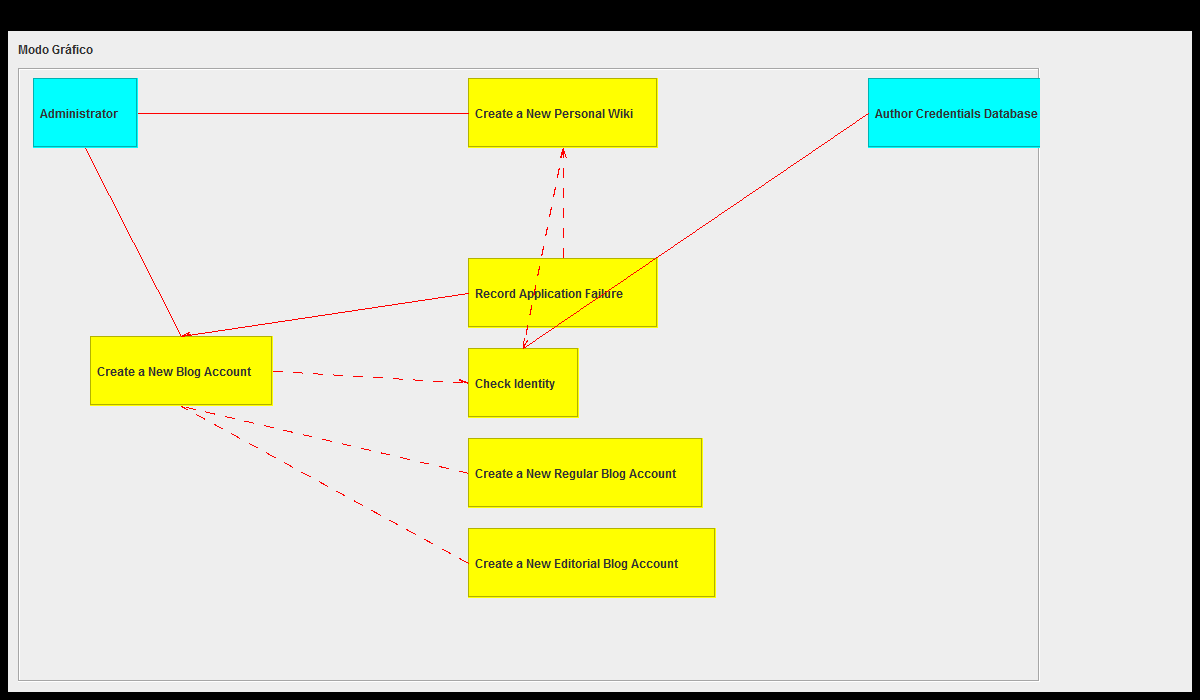 Modo Gráfico
Administrator
Create a New Personal Wiki
Author Credentials Database
Record Application Failure
Create a New Blog Account
Check Identity
Create a New Regular Blog Account
Create a New Editorial Blog Account